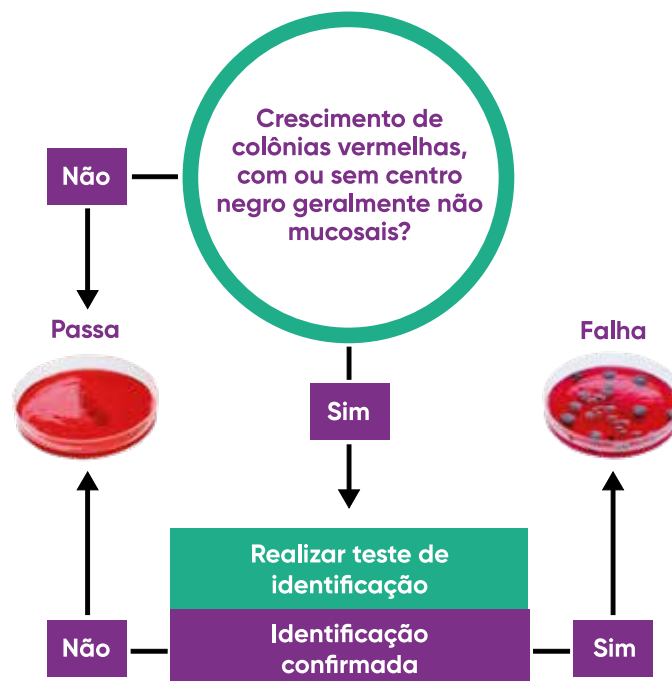 Crescimento de
colônias vermelhas,
com ou sem centro
negro geralmente não
mucosais?
Não
Passa
Falha
Sim
Realizar teste de
identificação
Não
Identificação
confirmada
Sim